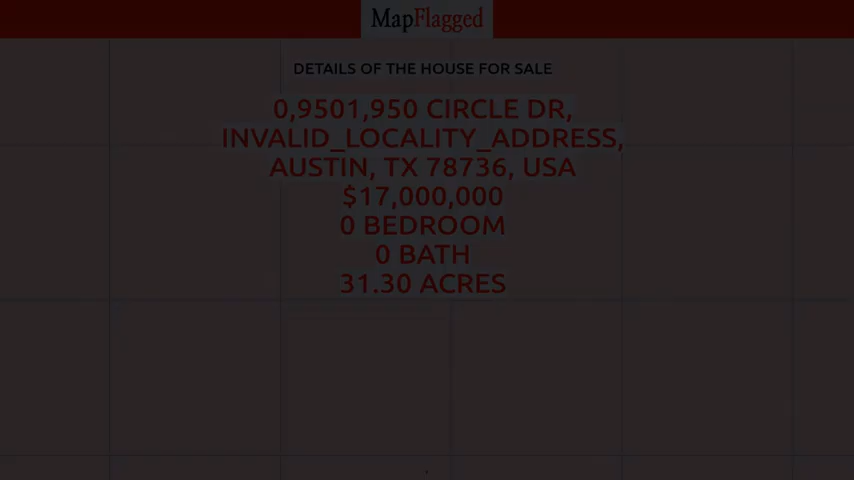 MapFlagged
DETAILS OF THE HOUSE FOR SALE
0,9501,950 CIRCLE DR,
INVALID_LOCALITY_ADDRESS,
AUSTIN, TX 78736, USA
$17,000,000
0 BEDROOM
0 BATH
31.30 ACRES